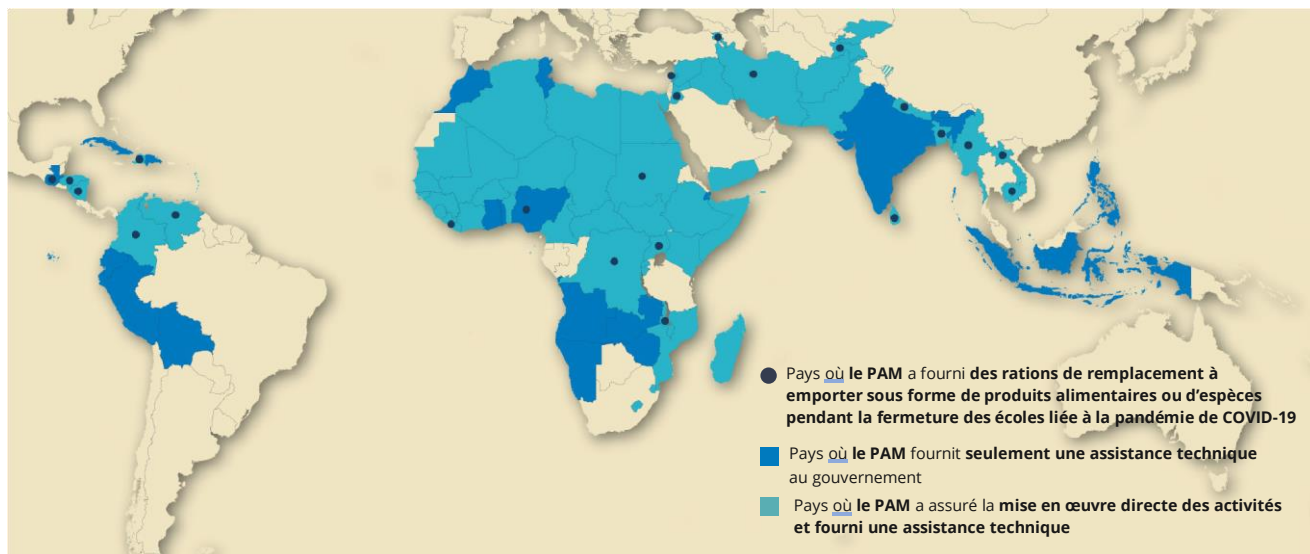 Pays où le PAM a fourni des rations de remplacement à
emporter sous forme de produits alimentaires ou d’espèces
pendant la fermeture des écoles liée à la pandémie de COVID-19
Pays où le PAM fournit seulement une assistance technique
au gouvernement
Pays où le PAM a assuré la mise en œuvre directe des activités
et fourni une assistance technique